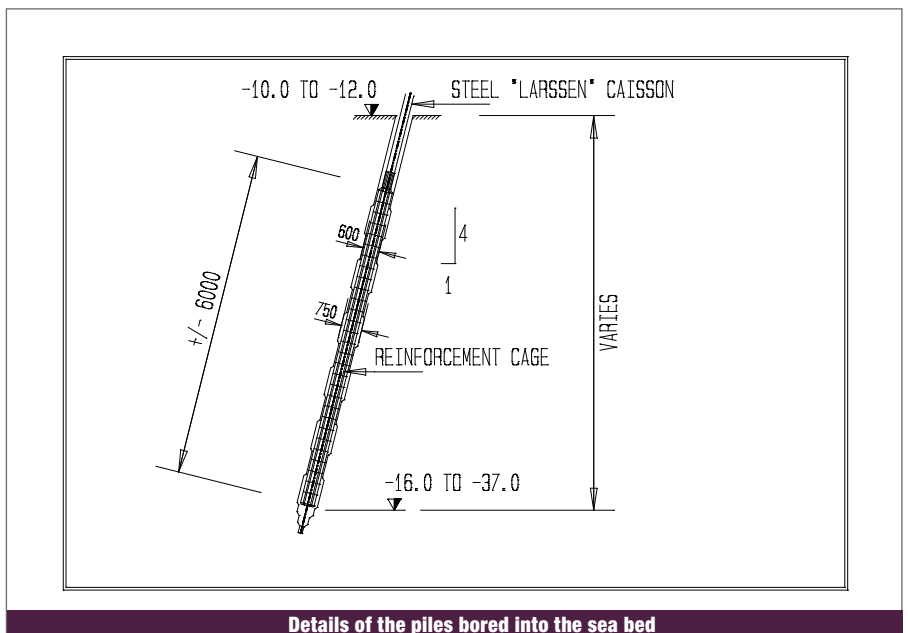 -10.0 TO -12.0
STEEL "LARSSEN" CAISSON
600
4
1
+/- 6000
750
VARIES
REINFORCEMENT CAGE
-16.0 TO -37.0
Details of the piles bored into the sea bed